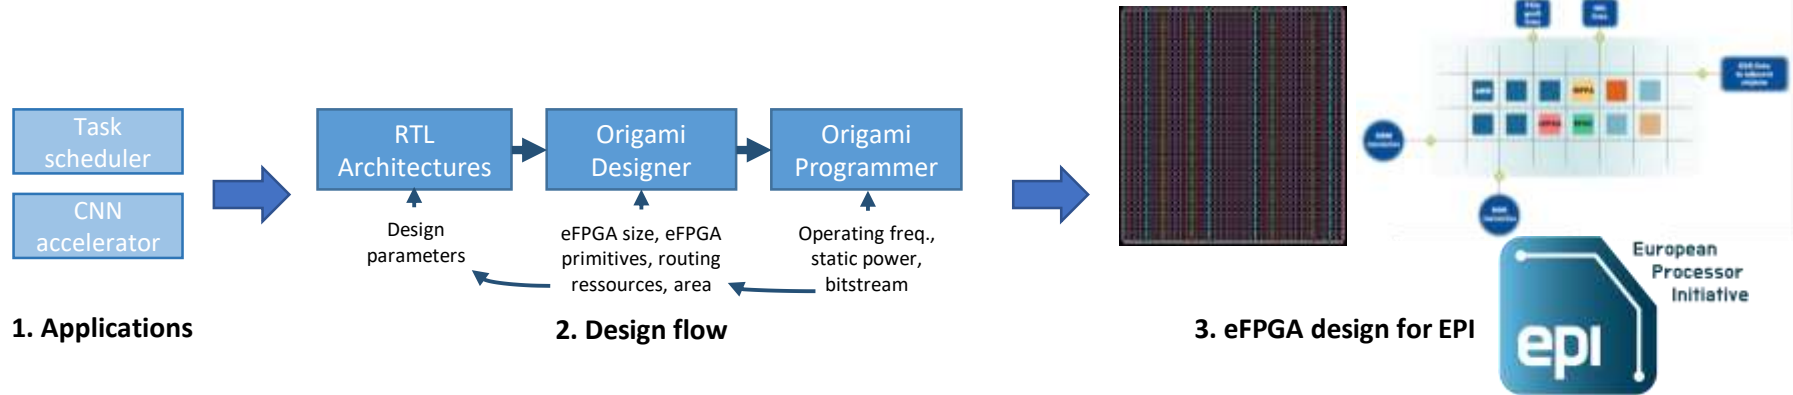 Task
scheduler
CNN
accelerator
1. Applications
RTL
Architectures
Origami
Designer
Origami
Programmer
Design
parameters
eFPGA size, eFPGA
primitives, routing
ressources, area
Operating freq.,
static power,
bitstream
2. Design flow
European
Processor
Initiative
epi
3. eFPGA design for EPI